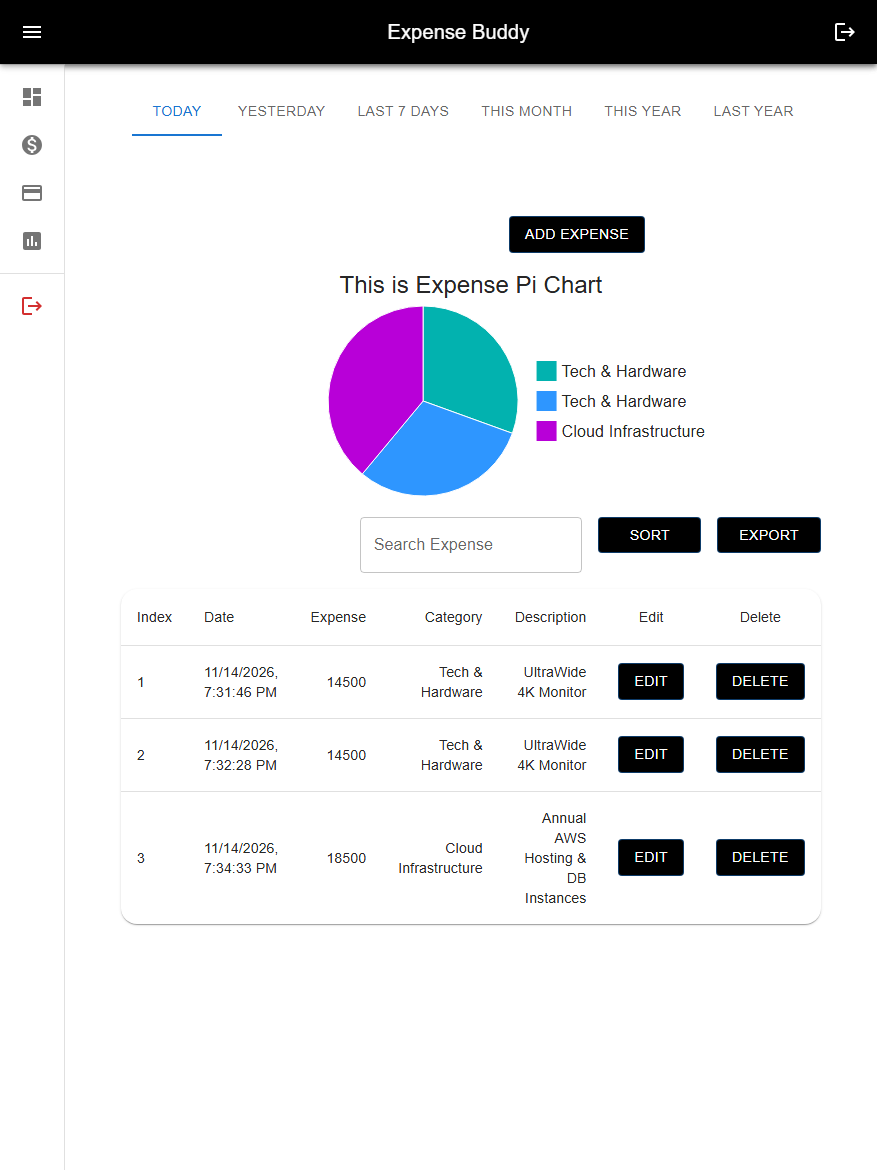 Expense Buddy
TODAY YESTERDAY LAST 7 DAYS THIS MONTH THIS YEAR LAST YEAR
ADD EXPENSE
This is Expense Pi Chart
Tech & Hardware
Tech & Hardware
Cloud Infrastructure
Search Expense SORT EXPORT
Index Date Expense Category Description Edit Delete
1 11/14/2026, 7:31:46 PM 14500 Tech & Hardware UltraWide 4K Monitor EDIT DELETE
2 11/14/2026, 7:32:28 PM 14500 Tech & Hardware UltraWide 4K Monitor EDIT DELETE
3 11/14/2026, 7:34:33 PM 18500 Cloud Infrastructure Annual AWS Hosting & DB Instances EDIT DELETE